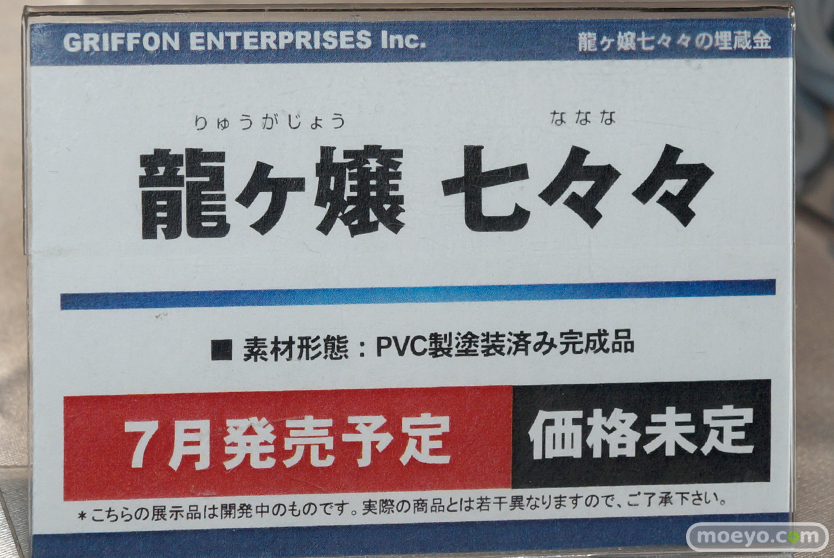 GRIFFON ENTERPRISES Inc. 龍ヶ嬢七々々の埋蔵金
りゅうがじょう ななな
龍ヶ嬢 七々々
■ 素材形態：PVC製塗装済み完成品
7月発売予定 価格未定
*こちらの展示品は開発中のものです。実際の商品とは若干異なりますので、ご了承下さい。
moeyo.com